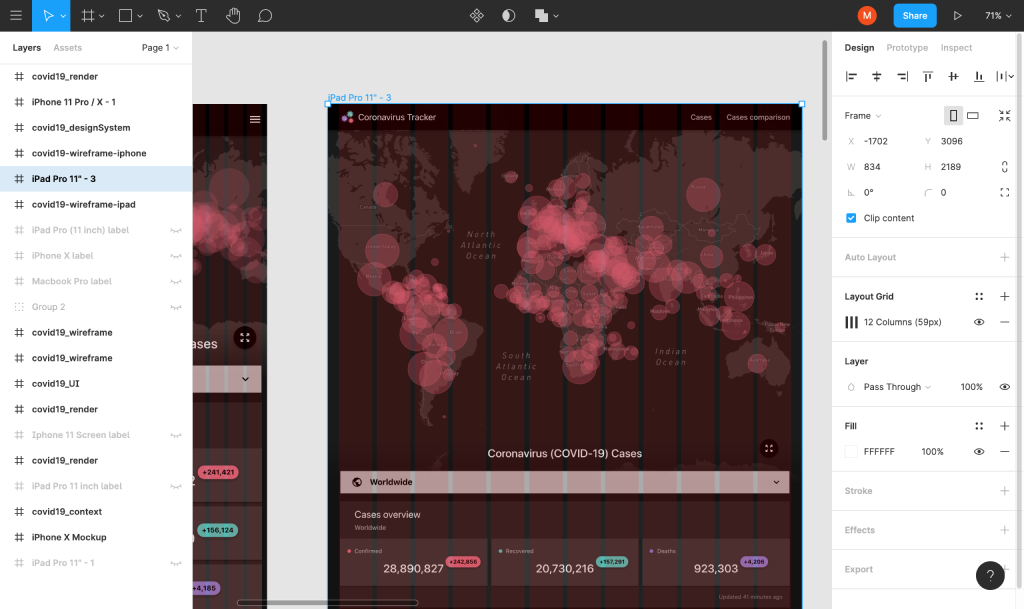 M
Share
71%
Layers
Assets
Page 1
covid19_render
iPhone 11 Pro / X - 1
covid19_designSystem
covid19-wireframe-iphone
iPad Pro 11" - 3
covid19-wireframe-ipad
iPad Pro (11 inch) label
iPhone X label
Macbook Pro label
Group 2
covid19_wireframe
covid19_wireframe
covid19_UI
covid19_render
Iphone 11 Screen label
covid19_render
iPad Pro 11 inch label
covid19_context
iPhone X Mockup
iPad Pro 11" - 1
ases
+241,421
+156,124
+4,185
iPad Pro 11" - 3
Coronavirus Tracker
Cases
Cases comparison
North
Atlantic
Ocean
South
Atlantic
Ocean
Indian
Ocean
Coronavirus (COVID-19) Cases
Worldwide
Cases overview
Worldwide
Confirmed
28,890,827
+242,856
Recovered
20,730,216
+157,291
Deaths
923,303
+4,206
Updated 41 minutes ago
Design
Prototype
Inspect
Frame
X -1702
Y 3096
W 834
H 2189
0°
0
Clip content
Auto Layout
Layout Grid
12 Columns (59px)
Layer
Pass Through
100%
Fill
FFFFFF
100%
Stroke
Effects
Export
?